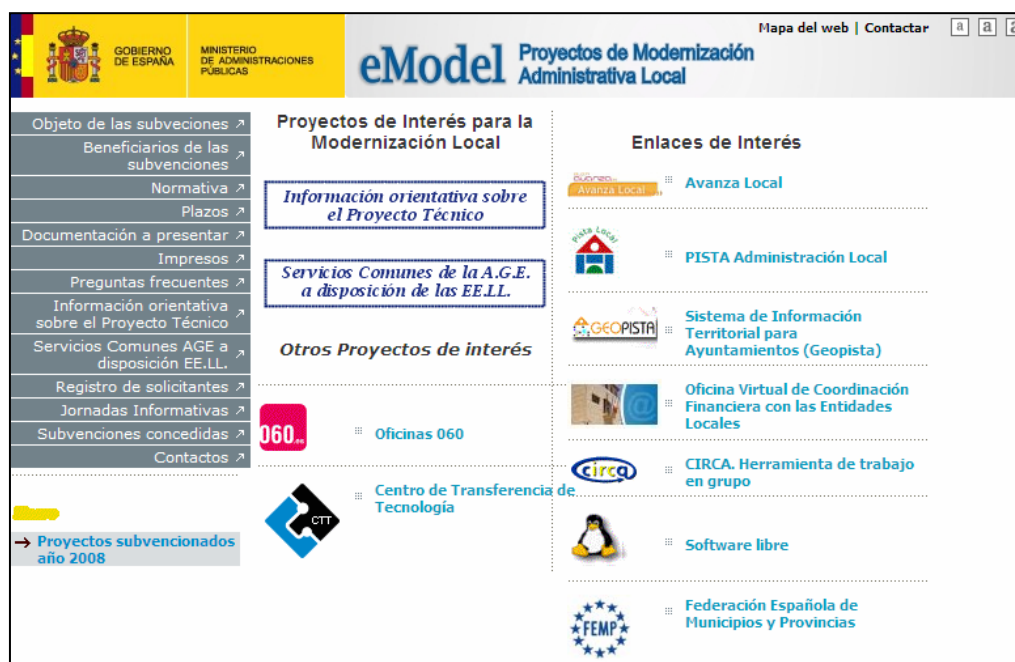 Mapa del web | Contactar
a a a
GOBIERNO
DE ESPAÑA
MINISTERIO
DE ADMINISTRACIONES
PÚBLICAS
eModel
Proyectos de Modernización
Administrativa Local
Objeto de las subveciones
Beneficiarios de las
subvenciones
Normativa
Plazos
Documentación a presentar
Impresos
Preguntas frecuentes
Información orientativa
sobre el Proyecto Técnico
Servicios Comunes AGE a
disposición EE.LL.
Registro de solicitantes
Jornadas Informativas
Subvenciones concedidas
Contactos
Proyectos subvencionados
año 2008
Proyectos de Interés para la
Modernización Local
Información orientativa sobre
el Proyecto Técnico
Servicios Comunes de la A.G.E.
a disposición de las EE.LL.
Otros Proyectos de interés
060.es
Oficinas 060
CTT
Centro de Transferencia de
Tecnología
Enlaces de Interés
avanza
Avanza Local
Avanza Local
Pista Local
PISTA Administración Local
GEOPISTA
Sistema de Información
Territorial para
Ayuntamientos (Geopista)
@
Oficina Virtual de Coordinación
Financiera con las Entidades
Locales
circa
CIRCA. Herramienta de trabajo
en grupo
Software libre
FEMP
Federación Española de
Municipios y Provincias